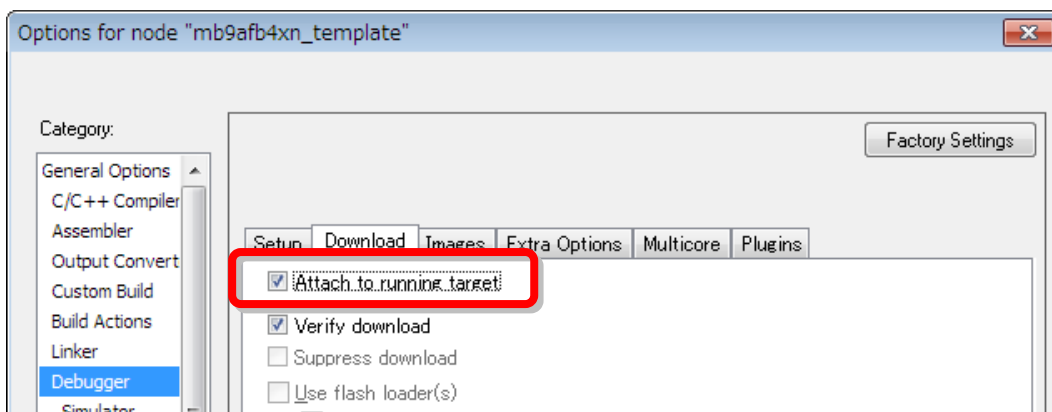 Options for node "mb9afb4xn_template"
Category:
Factory Settings
General Options
C/C++ Compiler
Assembler
Output Convert
Custom Build
Build Actions
Linker
Debugger
Simulator
Setup Download Images Extra Options Multicore Plugins
Attach to running target
Verify download
Suppress download
Use flash loader(s)